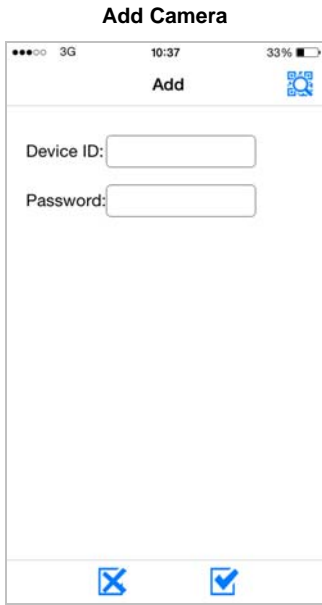 Add Camera
3G 10:37 33%
Add
Device ID:
Password: